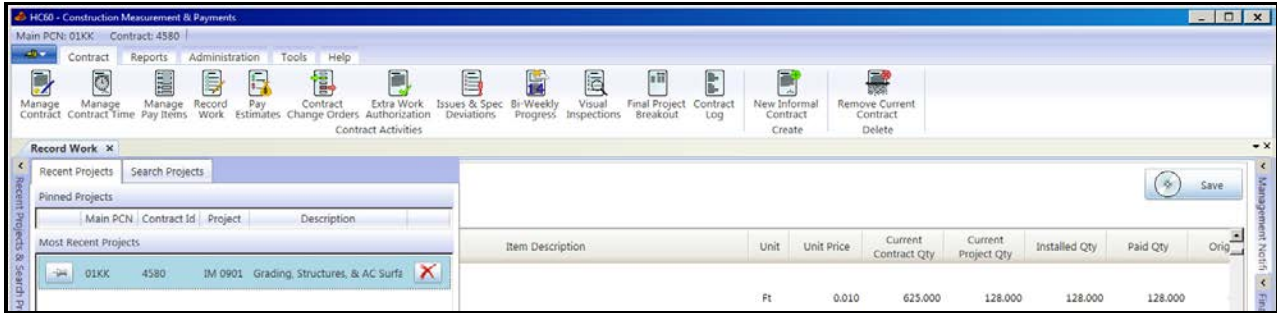 HC60 - Construction Measurement & Payments
Main PCN: 01KK Contract: 4580
Contract Reports Administration Tools Help
Manage Contract
Manage Contract Time
Manage Pay Items
Record Work
Pay Estimates
Contract Change Orders
Extra Work Authorization
Issues & Spec Deviations
Bi-Weekly Progress
Visual Inspections
Final Project Breakout
Contract Log
New Informal Contract
Remove Current Contract
Contract Activities Create Delete
Record Work
Recent Projects Search Projects
Save
Pinned Projects
Main PCN Contract Id Project Description
Most Recent Projects
Item Description Unit Unit Price Current Contract Qty Current Project Qty Installed Qty Paid Qty Orig
01KK 4580 IM 0901 Grading, Structures, & AC Surfa
Ft 0.010 625.000 128.000 128.000 128.000
Recent Projects & Search Pr
Management Notifi
Fina